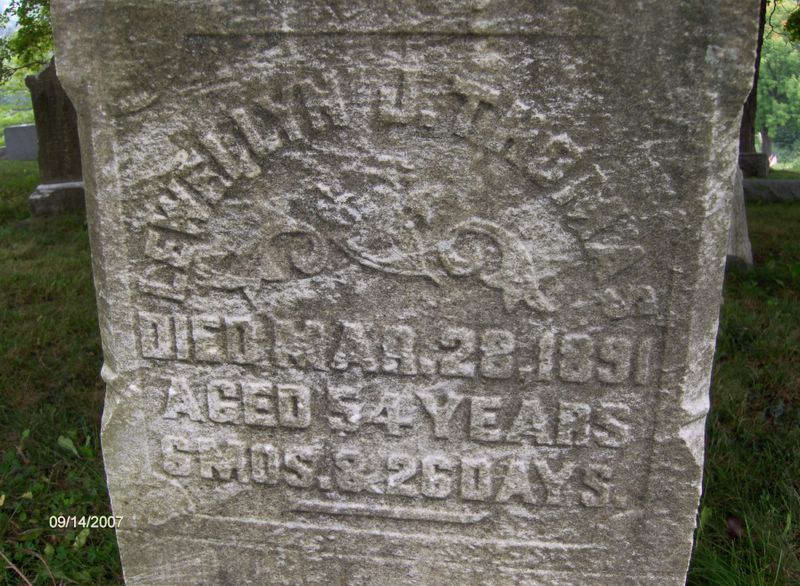 LEWELLYN J. THOMAS
DIED MAR. 28. 1891
AGED 54 YEARS
6 MOS. & 26 DAYS.
09/14/2007